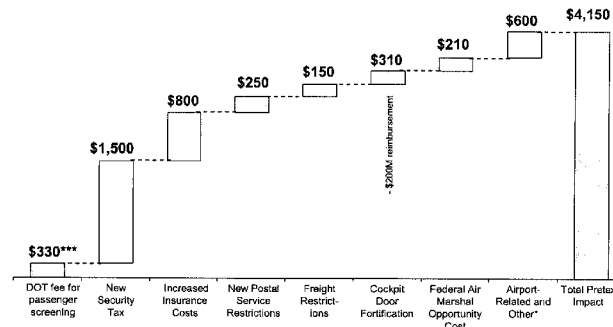 $4,150
$600
$210
$310
$150
$250
$800
$1,500
$330***
- $200M reimbursement
DOT fee for
passenger
screening
New
Security
Tax
Increased
Insurance
Costs
New Postal
Service
Restrictions
Freight
Restrict-
ions
Cockpit
Door
Fortification
Federal Air
Marshal
Opportunity
Cost
Airport-
Related and
Other*
Total Pretax
Impact